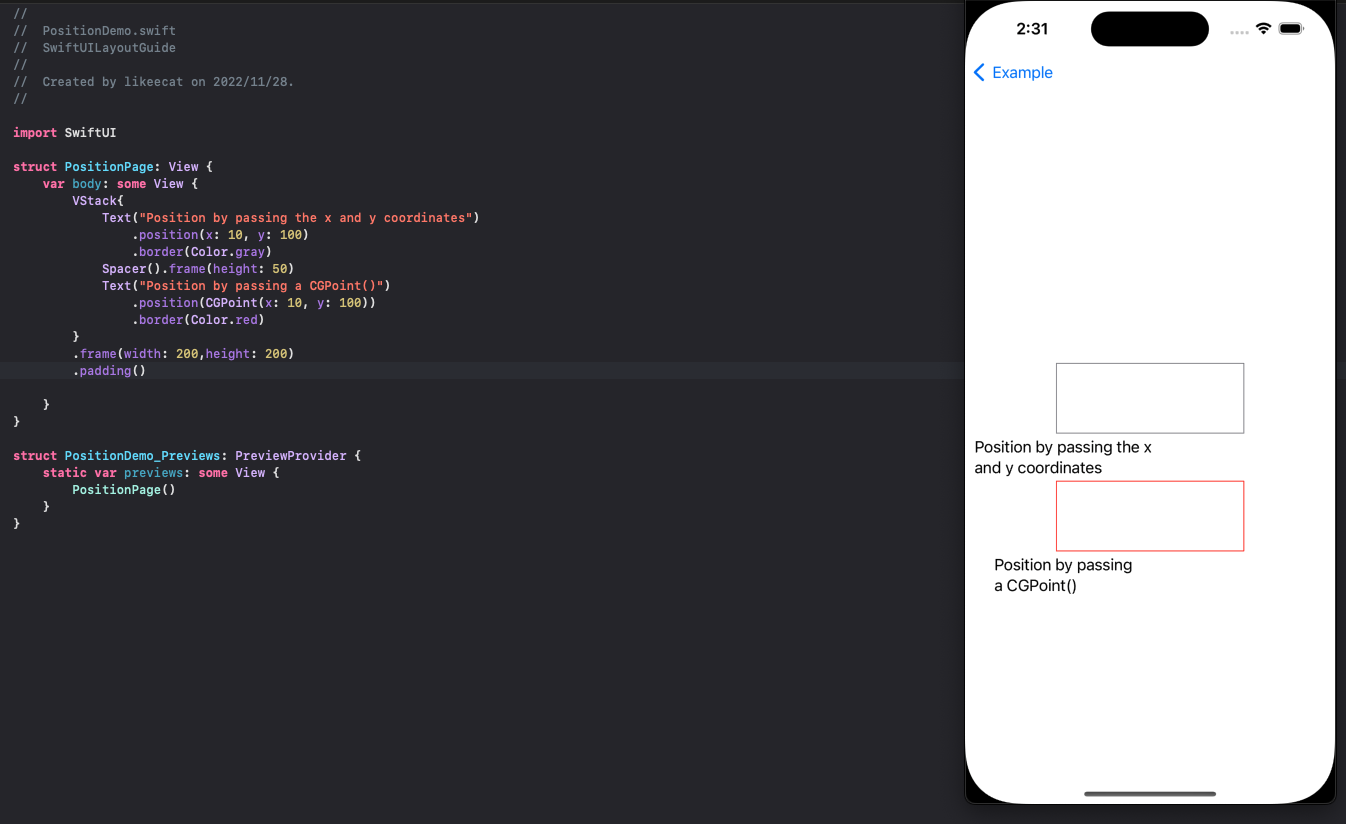 //
//  PositionDemo.swift
//  SwiftUILayoutGuide
//
//  Created by likeecat on 2022/11/28.
//
import SwiftUI
struct PositionPage: View {
    var body: some View {
        VStack{
            Text("Position by passing the x and y coordinates")
                .position(x: 10, y: 100)
                .border(Color.gray)
            Spacer().frame(height: 50)
            Text("Position by passing a CGPoint()")
                .position(CGPoint(x: 10, y: 100))
                .border(Color.red)
        }
        .frame(width: 200,height: 200)
        .padding()
    }
}
struct PositionDemo_Previews: PreviewProvider {
    static var previews: some View {
        PositionPage()
    }
}
2:31
Example
Position by passing the x
and y coordinates
Position by passing
a CGPoint()